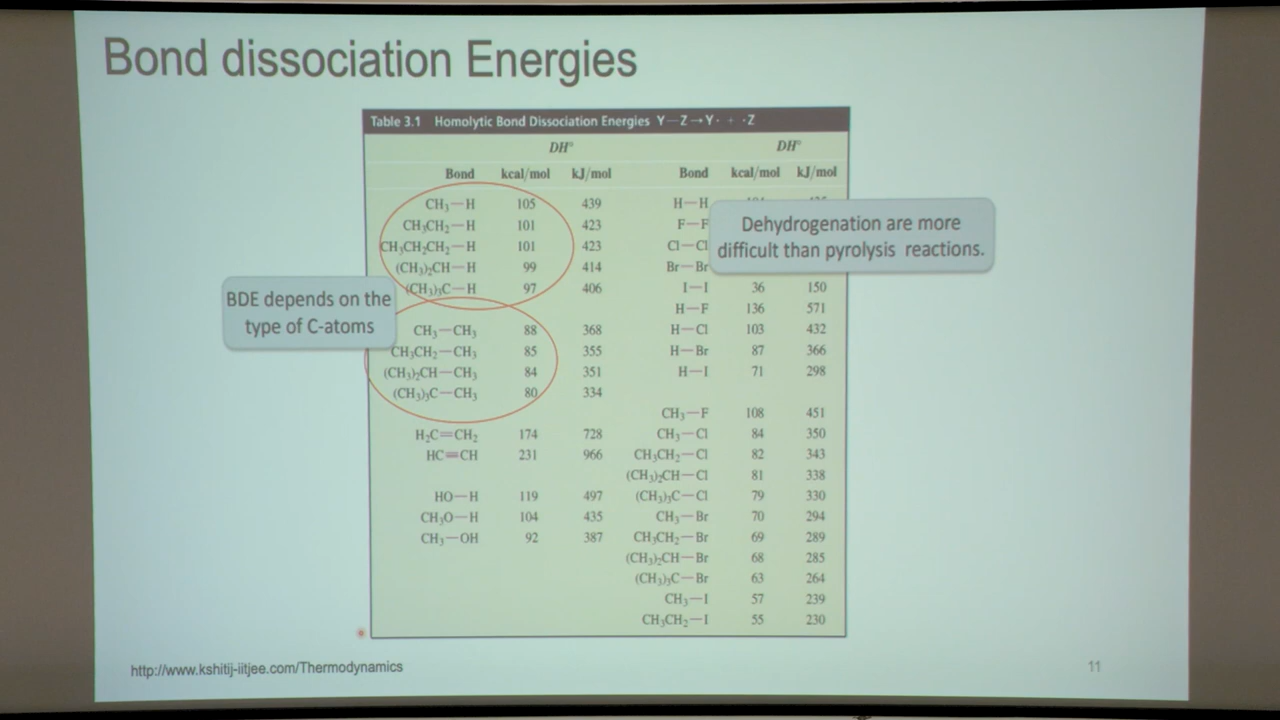 Bond dissociation Energies
Table 3.1 Homolytic Bond Dissociation Energies Y—Z → Y· + ·Z
DH° DH°
Bond kcal/mol kJ/mol Bond kcal/mol kJ/mol
CH₃—H 105 439 H—H
CH₃CH₂—H 101 423 F—F
CH₃CH₂CH₂—H 101 423 Cl—Cl
(CH₃)₂CH—H 99 414 Br—Br
(CH₃)₃C—H 97 406 I—I 36 150
H—F 136 571
CH₃—CH₃ 88 368 H—Cl 103 432
CH₃CH₂—CH₃ 85 355 H—Br 87 366
(CH₃)₂CH—CH₃ 84 351 H—I 71 298
(CH₃)₃C—CH₃ 80 334
CH₃—F 108 451
H₂C=CH₂ 174 728 CH₃—Cl 84 350
HC≡CH 231 966 CH₃CH₂—Cl 82 343
(CH₃)₂CH—Cl 81 338
HO—H 119 497 (CH₃)₃C—Cl 79 330
CH₃O—H 104 435 CH₃—Br 70 294
CH₃—OH 92 387 CH₃CH₂—Br 69 289
(CH₃)₂CH—Br 68 285
(CH₃)₃C—Br 63 264
CH₃—I 57 239
CH₃CH₂—I 55 230
Dehydrogenation are more
difficult than pyrolysis reactions.
BDE depends on the
type of C-atoms
http://www.kshitij-iitjee.com/Thermodynamics
11